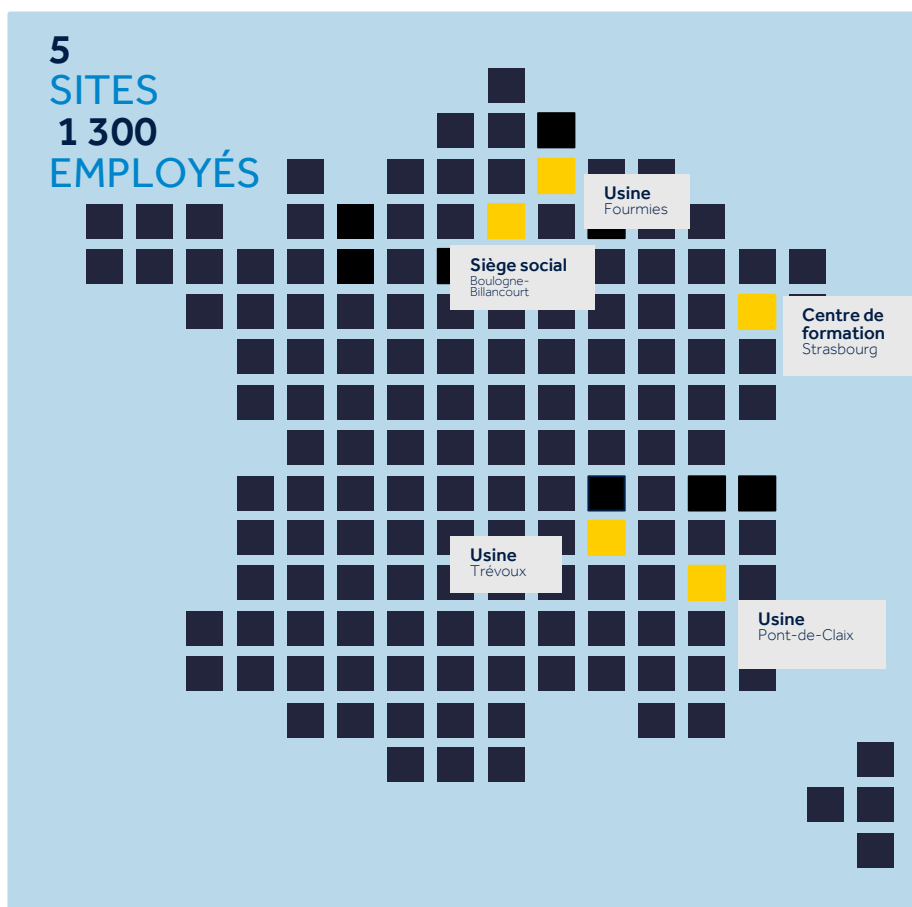 5
SITES
1 300
EMPLOYÉS
Usine
Fourmies
Siège social
Boulogne-
Billancourt
Centre de
formation
Strasbourg
Usine
Trévoux
Usine
Pont-de-Claix